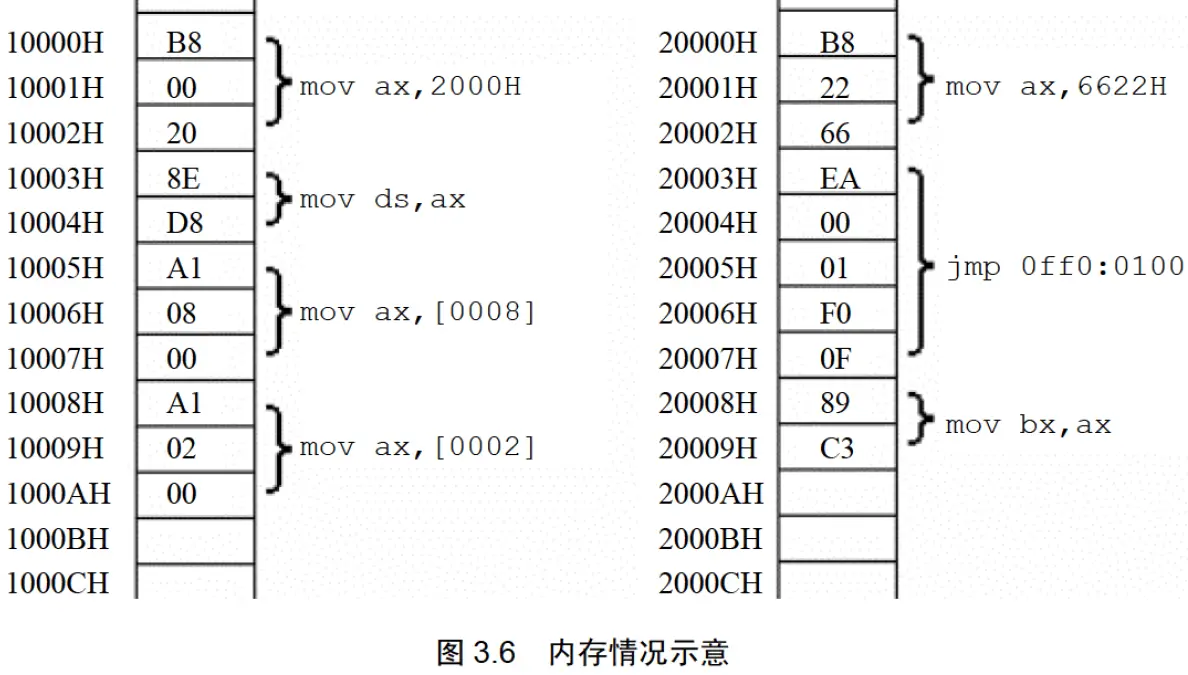 10000H B8 mov ax,2000H
10001H 00
10002H 20
10003H 8E mov ds,ax
10004H D8
10005H A1 mov ax,[0008]
10006H 08
10007H 00
10008H A1 mov ax,[0002]
10009H 02
1000AH 00
1000BH
1000CH
20000H B8 mov ax,6622H
20001H 22
20002H 66
20003H EA jmp 0ff0:0100
20004H 00
20005H 01
20006H F0
20007H 0F
20008H 89 mov bx,ax
20009H C3
2000AH
2000BH
2000CH
图 3.6 内存情况示意